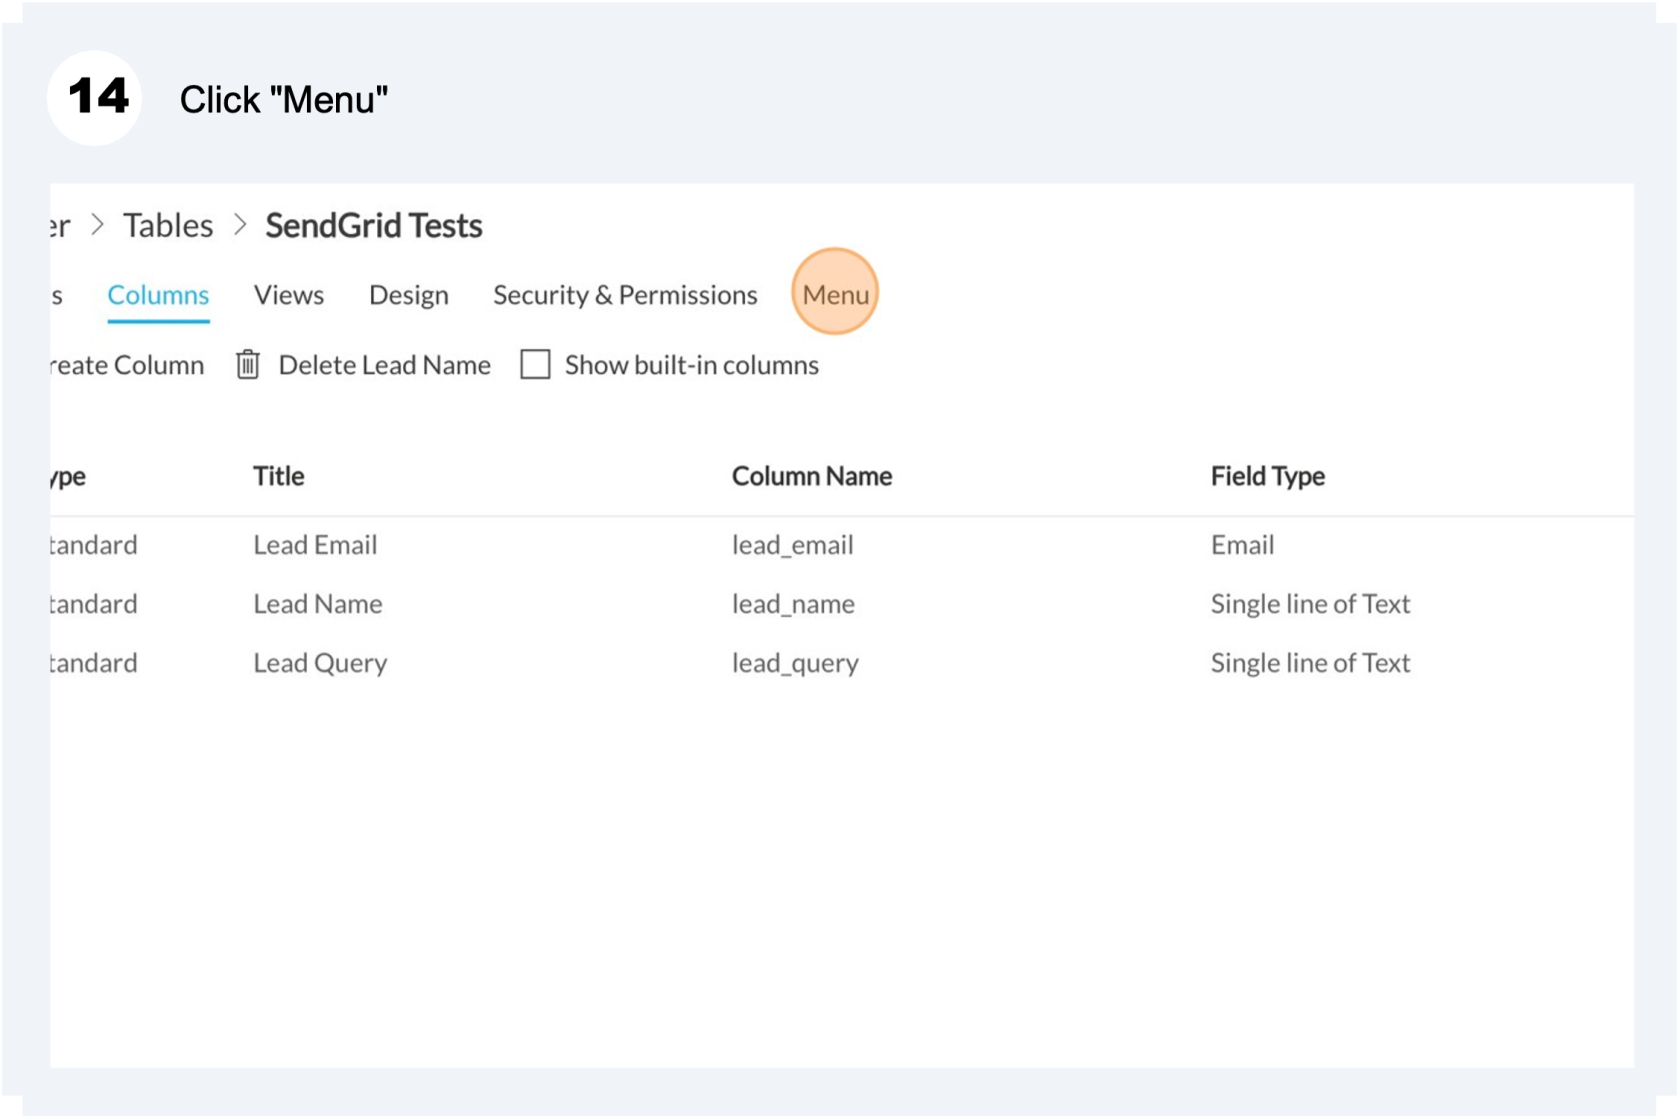 14 Click "Menu"
er > Tables > SendGrid Tests
s Columns Views Design Security & Permissions Menu
reate Column Delete Lead Name Show built-in columns
ype Title Column Name Field Type
tandard Lead Email lead_email Email
tandard Lead Name lead_name Single line of Text
tandard Lead Query lead_query Single line of Text